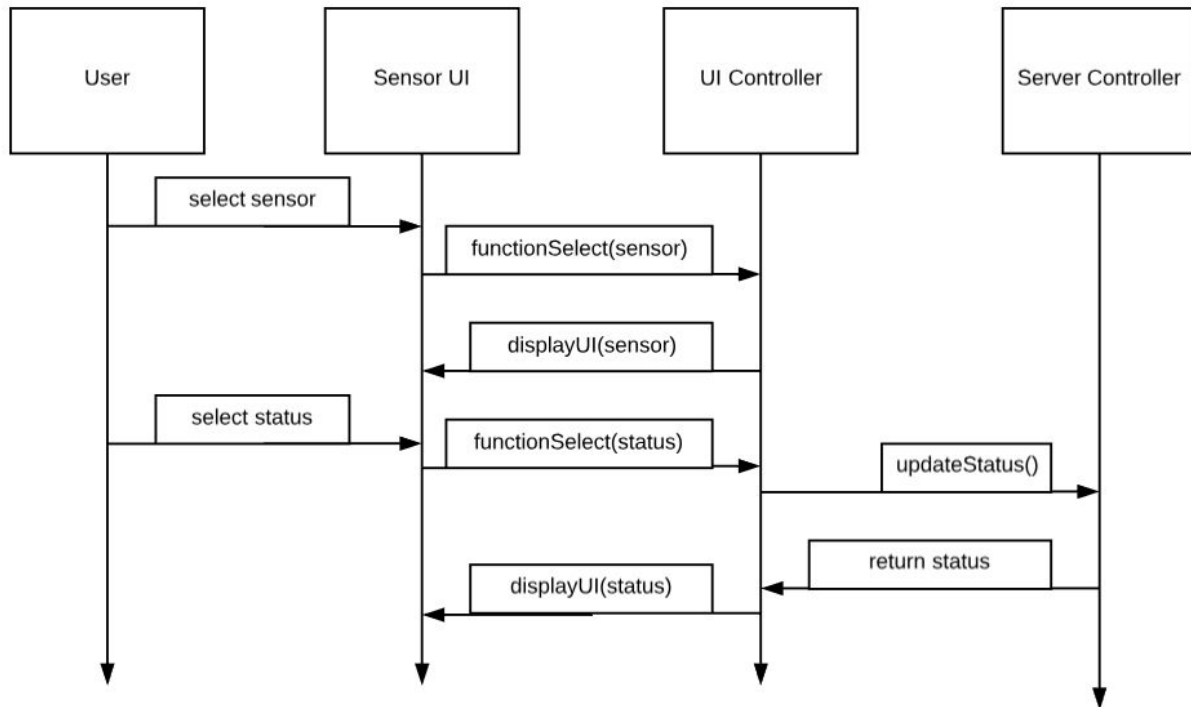 User
Sensor UI
UI Controller
Server Controller
select sensor
functionSelect(sensor)
displayUI(sensor)
select status
functionSelect(status)
updateStatus()
return status
displayUI(status)